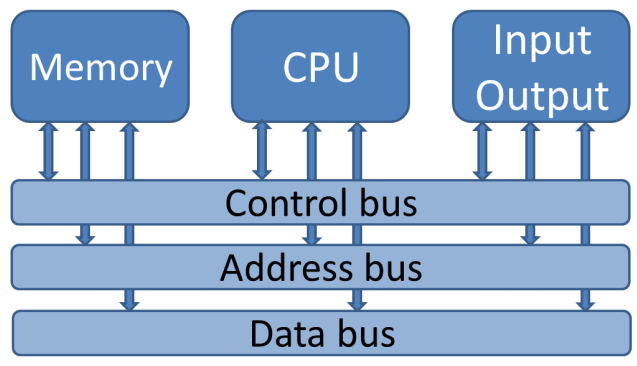 Memory
CPU
Input
Output
Control bus
Address bus
Data bus